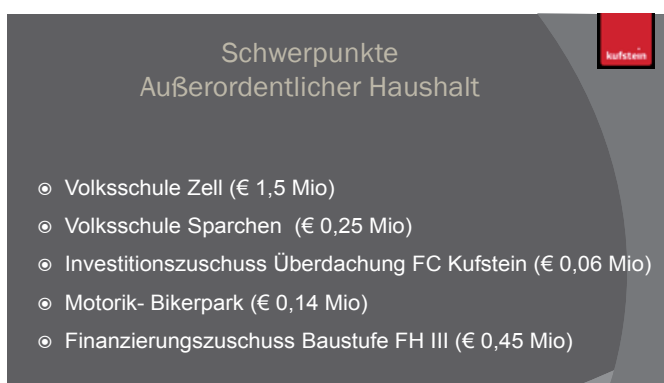 Schwerpunkte
Außerordentlicher Haushalt
kufstein
Volksschule Zell (€ 1,5 Mio)
Volksschule Sparchen (€ 0,25 Mio)
Investitionszuschuss Überdachung FC Kufstein (€ 0,06 Mio)
Motorik- Bikerpark (€ 0,14 Mio)
Finanzierungszuschuss Baustufe FH III (€ 0,45 Mio)